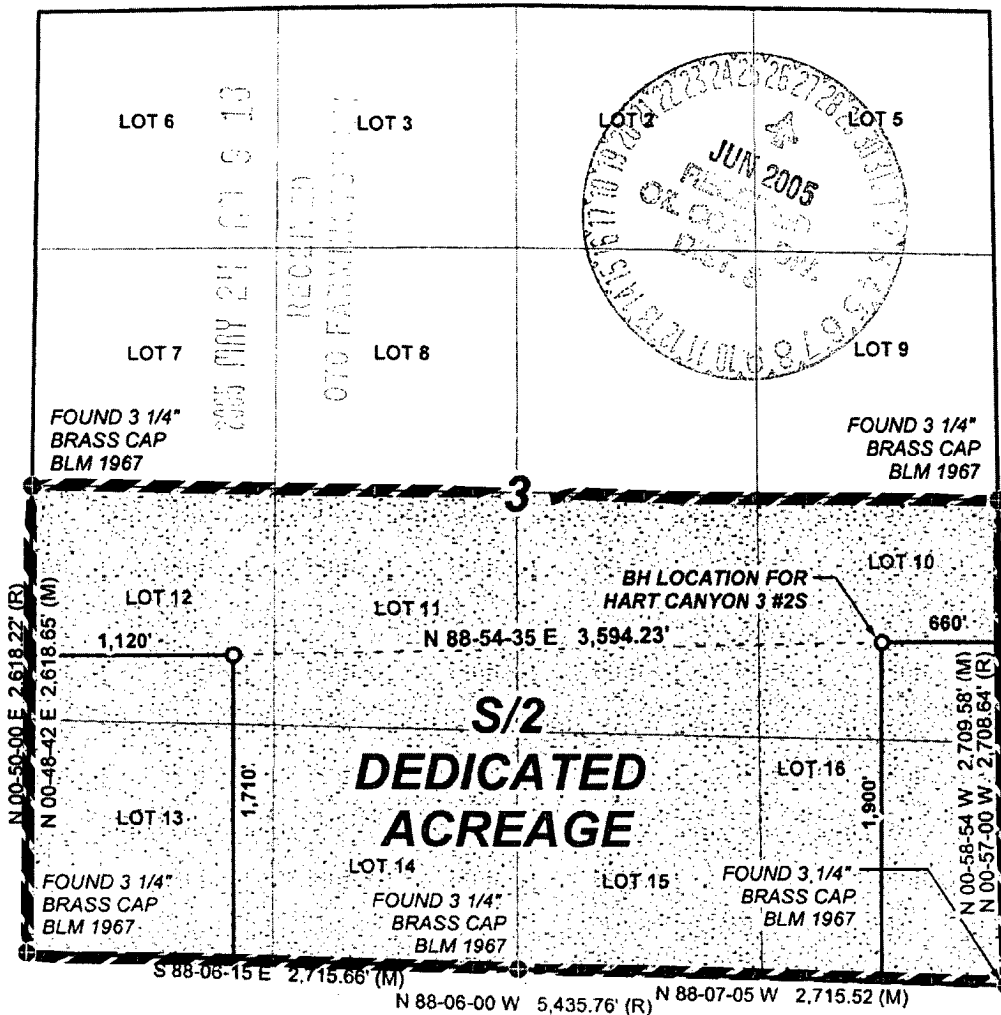 LOT 6
LOT 3
LOT 2
LOT 5
JUN 2005
2005 MAY 24
RECEIVED
LOT 7
LOT 8
LOT 9
FOUND 3 1/4"
BRASS CAP
BLM 1967
FOUND 3 1/4"
BRASS CAP
BLM 1967
3
LOT 12
LOT 11
LOT 10
BH LOCATION FOR
HART CANYON 3 #2S
1,120'
N 88-54-35 E 3,594.23'
660'
N 00-50-00 E 2,618.22' (R)
N 00-48-42 E 2,618.65' (M)
N 00-58-54 W 2,709.58' (M)
N 00-57-00 W 2,708.64' (R)
S/2
DEDICATED
ACREAGE
1,710'
1,900'
LOT 13
LOT 14
LOT 15
LOT 16
FOUND 3 1/4"
BRASS CAP
BLM 1967
FOUND 3 1/4"
BRASS CAP
BLM 1967
FOUND 3 1/4"
BRASS CAP
BLM 1967
S 88-06-15 E 2,715.66' (M)
N 88-06-00 W 5,435.76' (R)
N 88-07-05 W 2,715.52 (M)